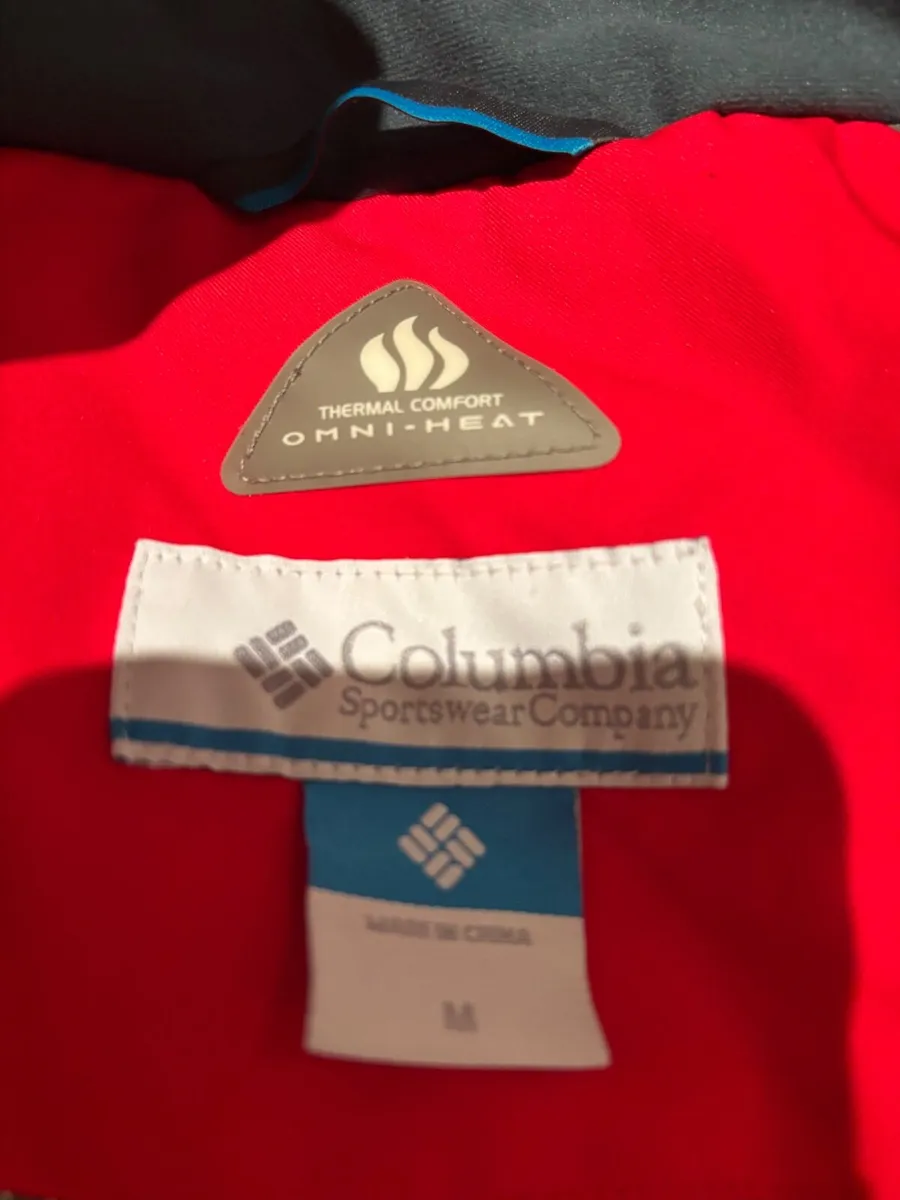 THERMAL COMFORT
OMNI-HEAT
Columbia
Sportswear Company
MADE IN CHINA
M